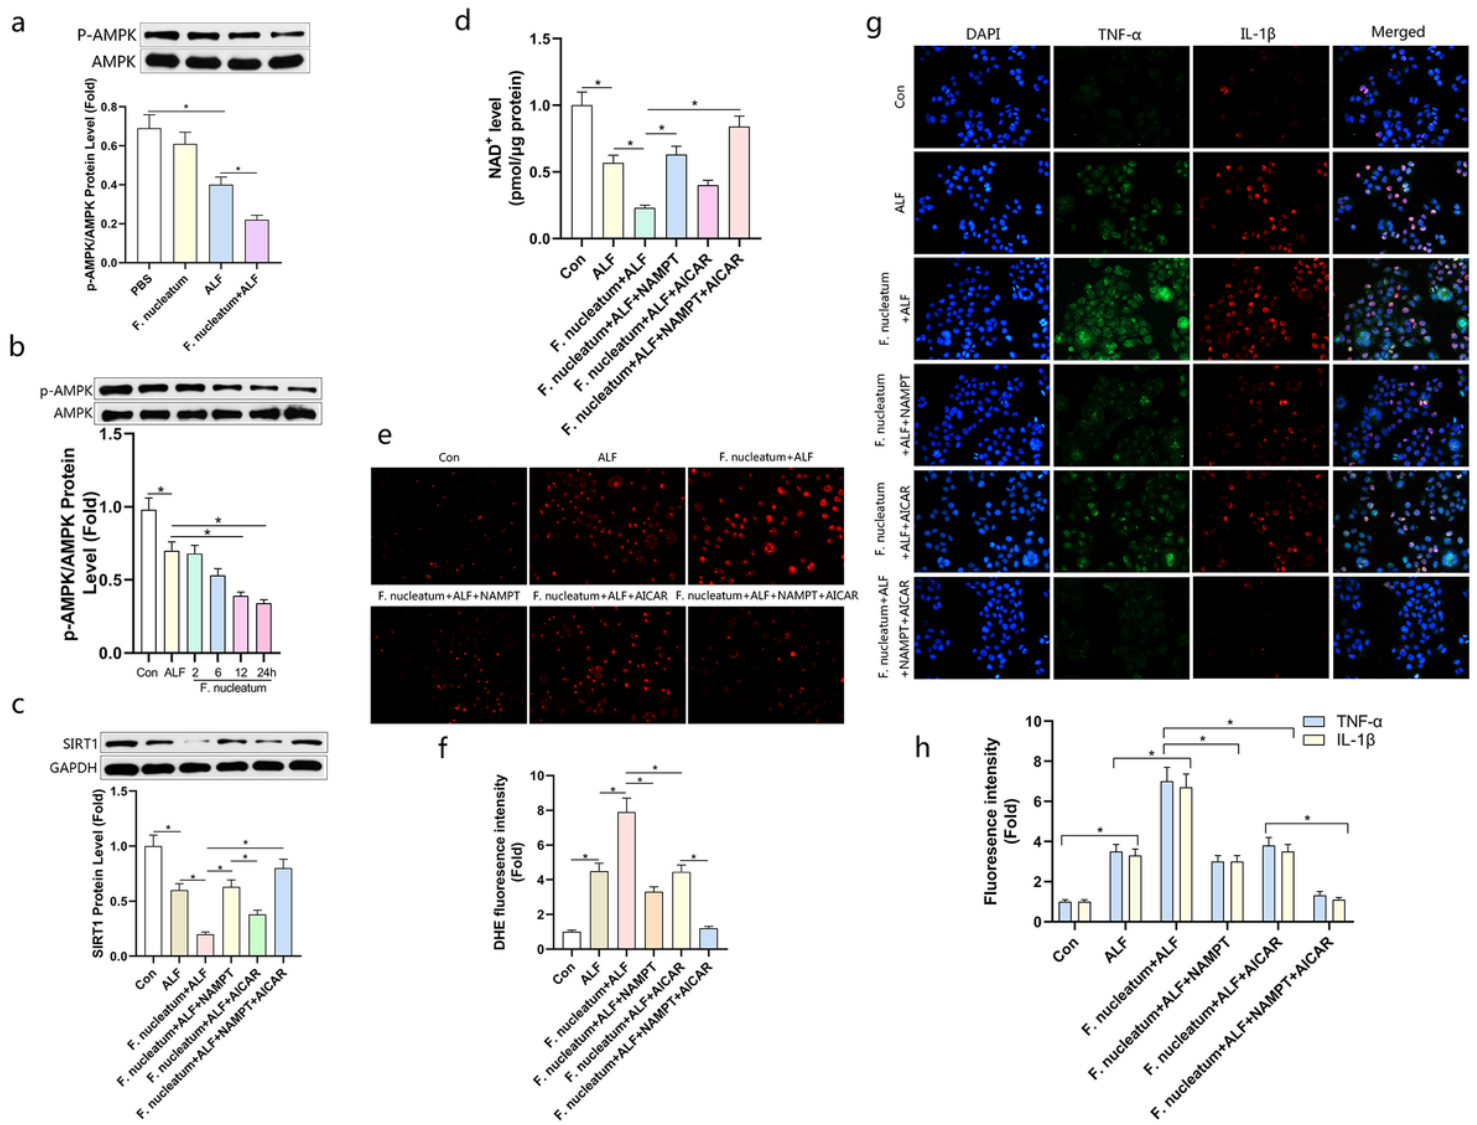 a
P-AMPK
AMPK
p-AMPK/AMPK Protein Level (Fold)
0.8
0.6
0.4
0.2
0.0
*
*
PBS
F. nucleatum
ALF
F. nucleatum+ALF
b
p-AMPK
AMPK
p-AMPK/AMPK Protein
Level (Fold)
1.5
1.0
0.5
0.0
*
*
*
Con ALF 2 6 12 24h
F. nucleatum
c
SIRT1
GAPDH
SIRT1 Protein Level (Fold)
1.5
1.0
0.5
0.0
*
*
*
*
*
Con
ALF
F. nucleatum+ALF
F. nucleatum+ALF+NAMPT
F. nucleatum+ALF+AICAR
F. nucleatum+ALF+NAMPT+AICAR
d
NAD+ level
(pmol/μg protein)
1.5
1.0
0.5
0.0
*
*
*
*
Con
ALF
F. nucleatum+ALF
F. nucleatum+ALF+NAMPT
F. nucleatum+ALF+AICAR
F. nucleatum+ALF+NAMPT+AICAR
e
Con ALF F. nucleatum+ALF
F. nucleatum+ALF+NAMPT F. nucleatum+ALF+AICAR F. nucleatum+ALF+NAMPT+AICAR
f
DHE fluoresence intensity
(Fold)
10
8
6
4
2
0
*
*
*
*
*
Con
ALF
F. nucleatum+ALF
F. nucleatum+ALF+NAMPT
F. nucleatum+ALF+AICAR
F. nucleatum+ALF+NAMPT+AICAR
g
DAPI TNF-α IL-1β Merged
Con
ALF
F. nucleatum
+ALF
F. nucleatum
+ALF+NAMPT
F. nucleatum
+ALF+AICAR
F. nucleatum+ALF
+NAMPT+AICAR
h
Fluoresence intensity
(Fold)
10
8
6
4
2
0
*
*
*
*
*
TNF-α
IL-1β
Con
ALF
F. nucleatum+ALF
F. nucleatum+ALF+NAMPT
F. nucleatum+ALF+AICAR
F. nucleatum+ALF+NAMPT+AICAR